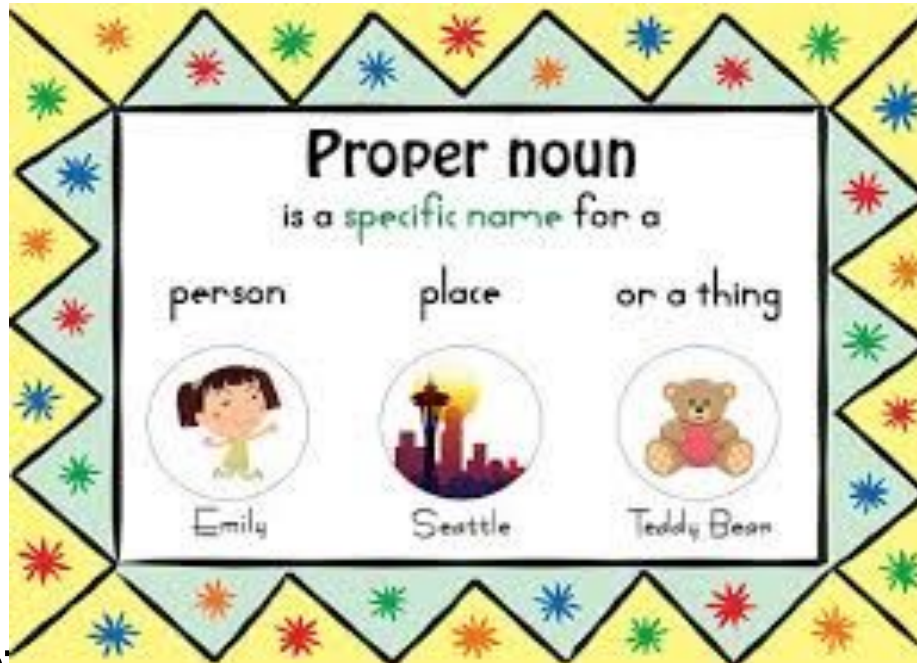 Proper noun
is a specific name for a
person place or a thing
Emily Seattle Teddy Bear